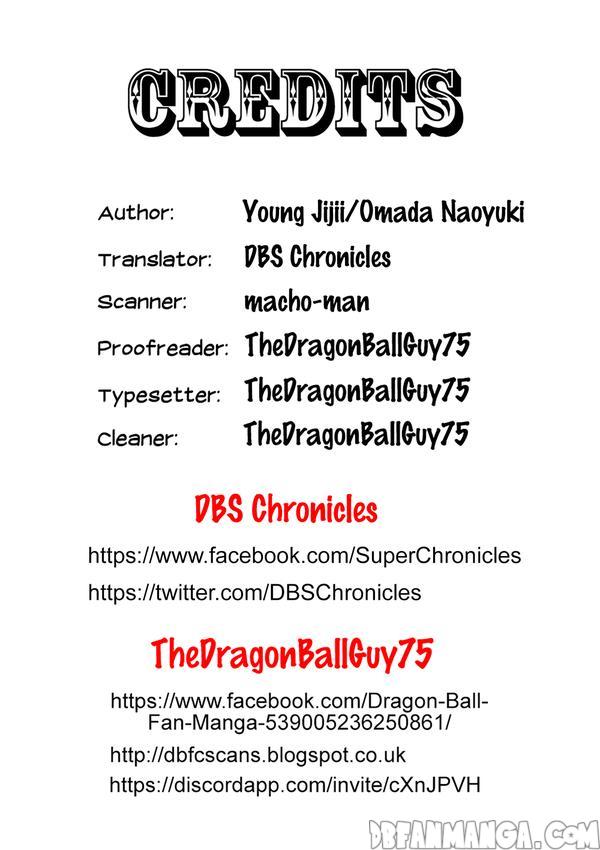 CREDITS
Author: Young Jijii/Omada Naoyuki
Translator: DBS Chronicles
Scanner: macho-man
Proofreader: TheDragonBallGuy75
Typesetter: TheDragonBallGuy75
Cleaner: TheDragonBallGuy75
DBS Chronicles
https://www.facebook.com/SuperChronicles
https://twitter.com/DBSChronicles
TheDragonBallGuy75
https://www.facebook.com/Dragon-Ball-
Fan-Manga-539005236250861/
http://dbfcscans.blogspot.co.uk
https://discordapp.com/invite/cXnJPVH
DBFANMANGA.COM